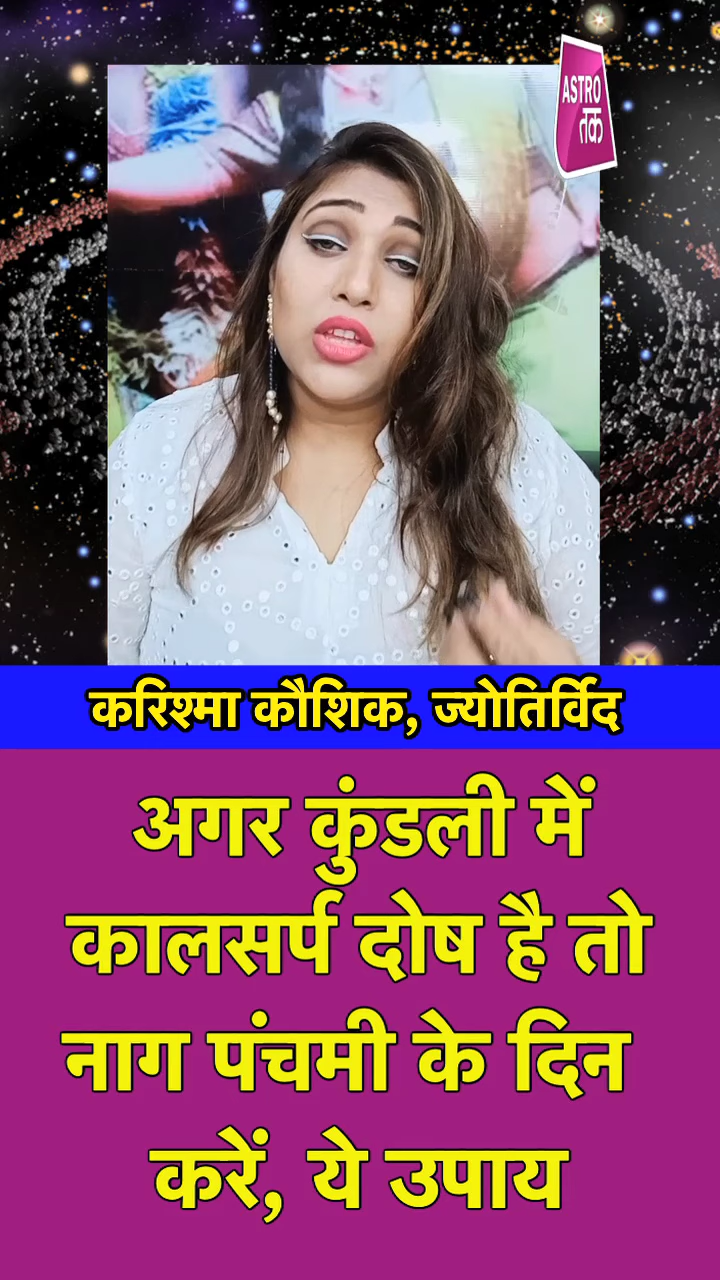 ASTRO
तक
करिश्मा कौशिक, ज्योतिर्विद
अगर कुंडली में
कालसर्प दोष है तो
नाग पंचमी के दिन
करें, ये उपाय